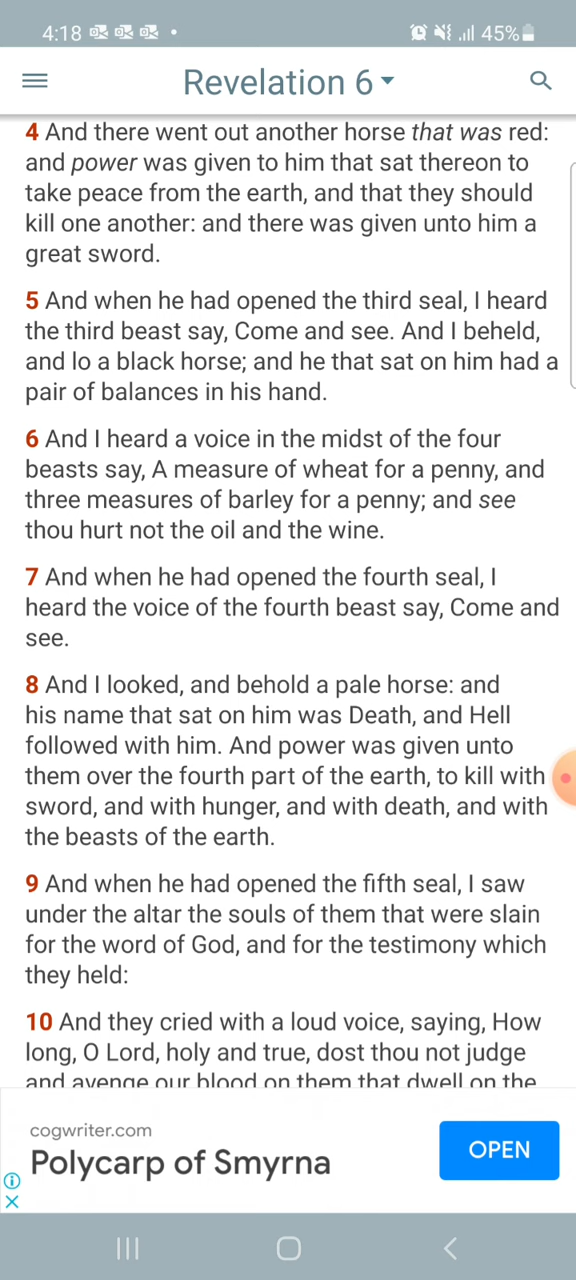 4:18
45%
Revelation 6
4 And there went out another horse that was red:
and power was given to him that sat thereon to
take peace from the earth, and that they should
kill one another: and there was given unto him a
great sword.
5 And when he had opened the third seal, I heard
the third beast say, Come and see. And I beheld,
and lo a black horse; and he that sat on him had a
pair of balances in his hand.
6 And I heard a voice in the midst of the four
beasts say, A measure of wheat for a penny, and
three measures of barley for a penny; and see
thou hurt not the oil and the wine.
7 And when he had opened the fourth seal, I
heard the voice of the fourth beast say, Come and
see.
8 And I looked, and behold a pale horse: and
his name that sat on him was Death, and Hell
followed with him. And power was given unto
them over the fourth part of the earth, to kill with
sword, and with hunger, and with death, and with
the beasts of the earth.
9 And when he had opened the fifth seal, I saw
under the altar the souls of them that were slain
for the word of God, and for the testimony which
they held:
10 And they cried with a loud voice, saying, How
long, O Lord, holy and true, dost thou not judge
and avenge our blood on them that dwell on the
cogwriter.com
Polycarp of Smyrna
OPEN